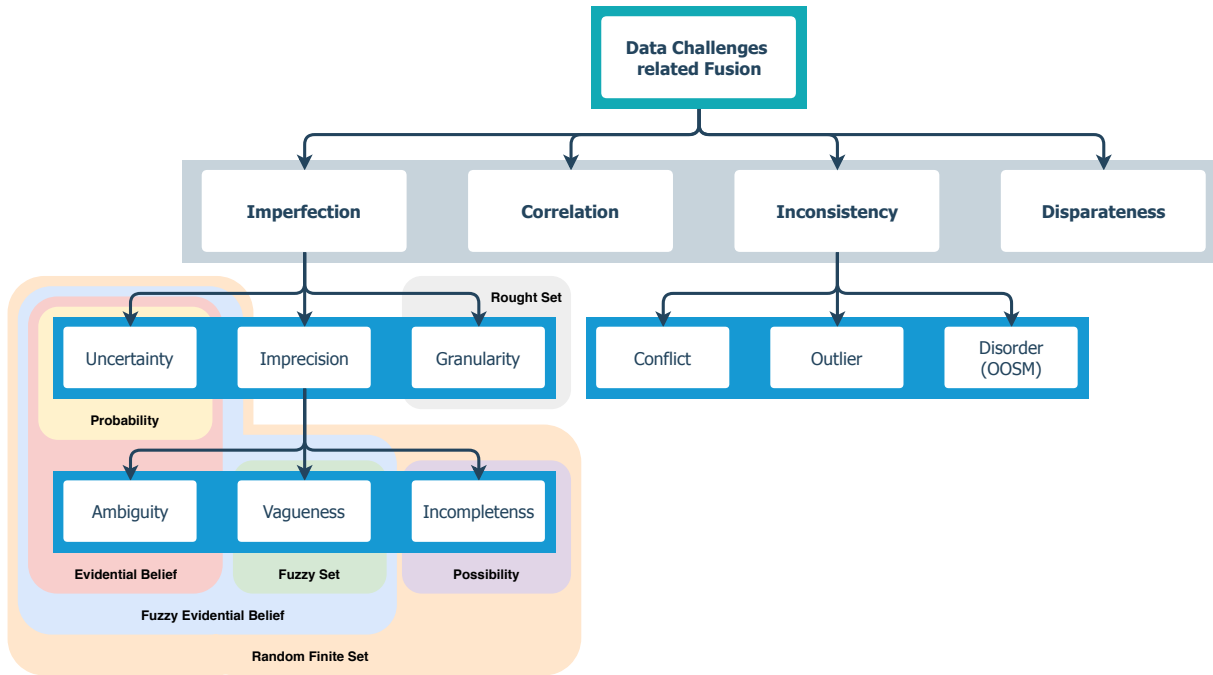 Data Challenges
related Fusion
Imperfection
Correlation
Inconsistency
Disparateness
Rought Set
Uncertainty
Imprecision
Granularity
Conflict
Outlier
Disorder
(OOSM)
Probability
Ambiguity
Vagueness
Incompletenss
Evidential Belief
Fuzzy Set
Possibility
Fuzzy Evidential Belief
Random Finite Set